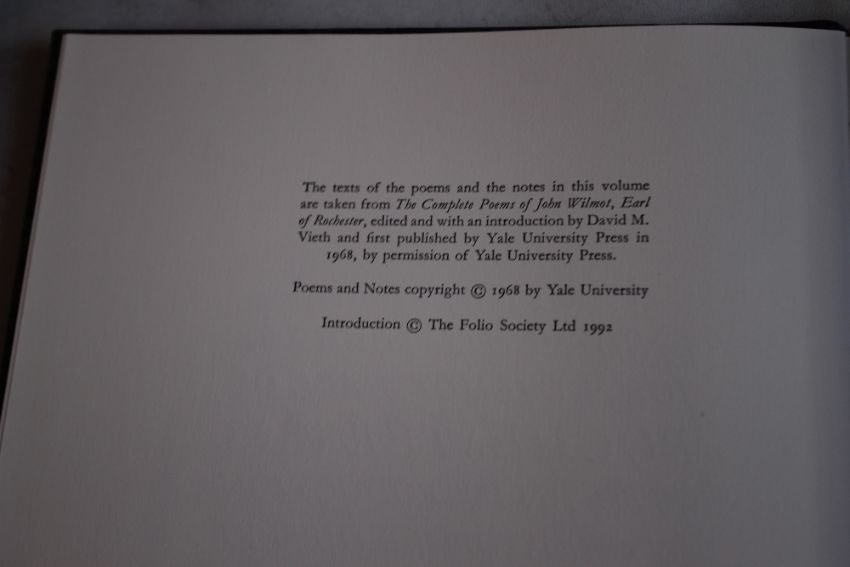 The texts of the poems and the notes in this volume
are taken from The Complete Poems of John Wilmot, Earl
of Rochester, edited and with an introduction by David M.
Vieth and first published by Yale University Press in
1968, by permission of Yale University Press.
Poems and Notes copyright © 1968 by Yale University
Introduction © The Folio Society Ltd 1992